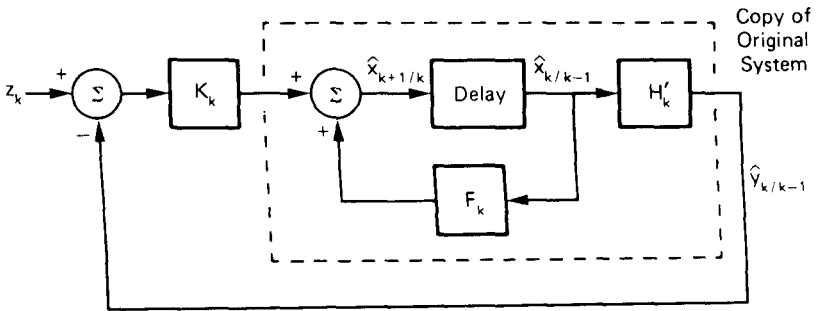 Copy of
Original
System
z_k
+
−
Σ
K_k
+
+
Σ
x̂_{k+1/k}
Delay
x̂_{k/k−1}
H'_k
F_k
ŷ_{k/k−1}